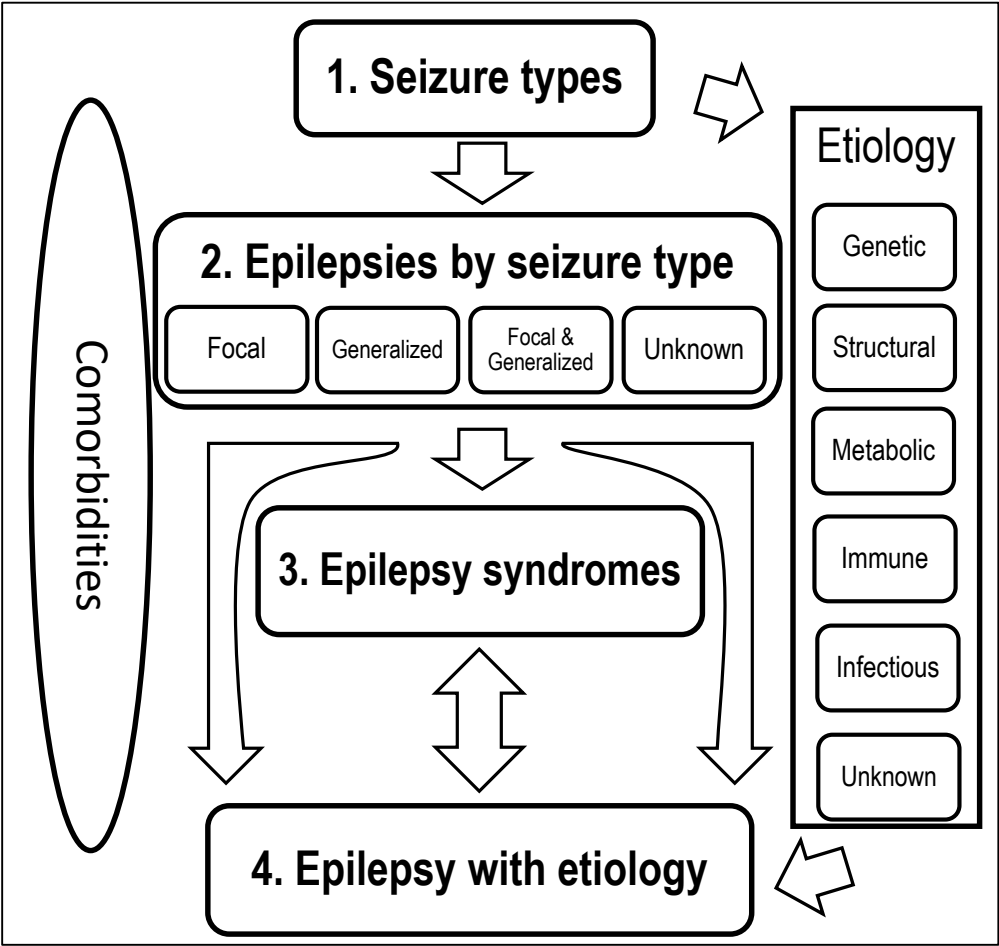 1. Seizure types
2. Epilepsies by seizure type
Focal
Generalized
Focal &
Generalized
Unknown
3. Epilepsy syndromes
4. Epilepsy with etiology
Comorbidities
Etiology
Genetic
Structural
Metabolic
Immune
Infectious
Unknown